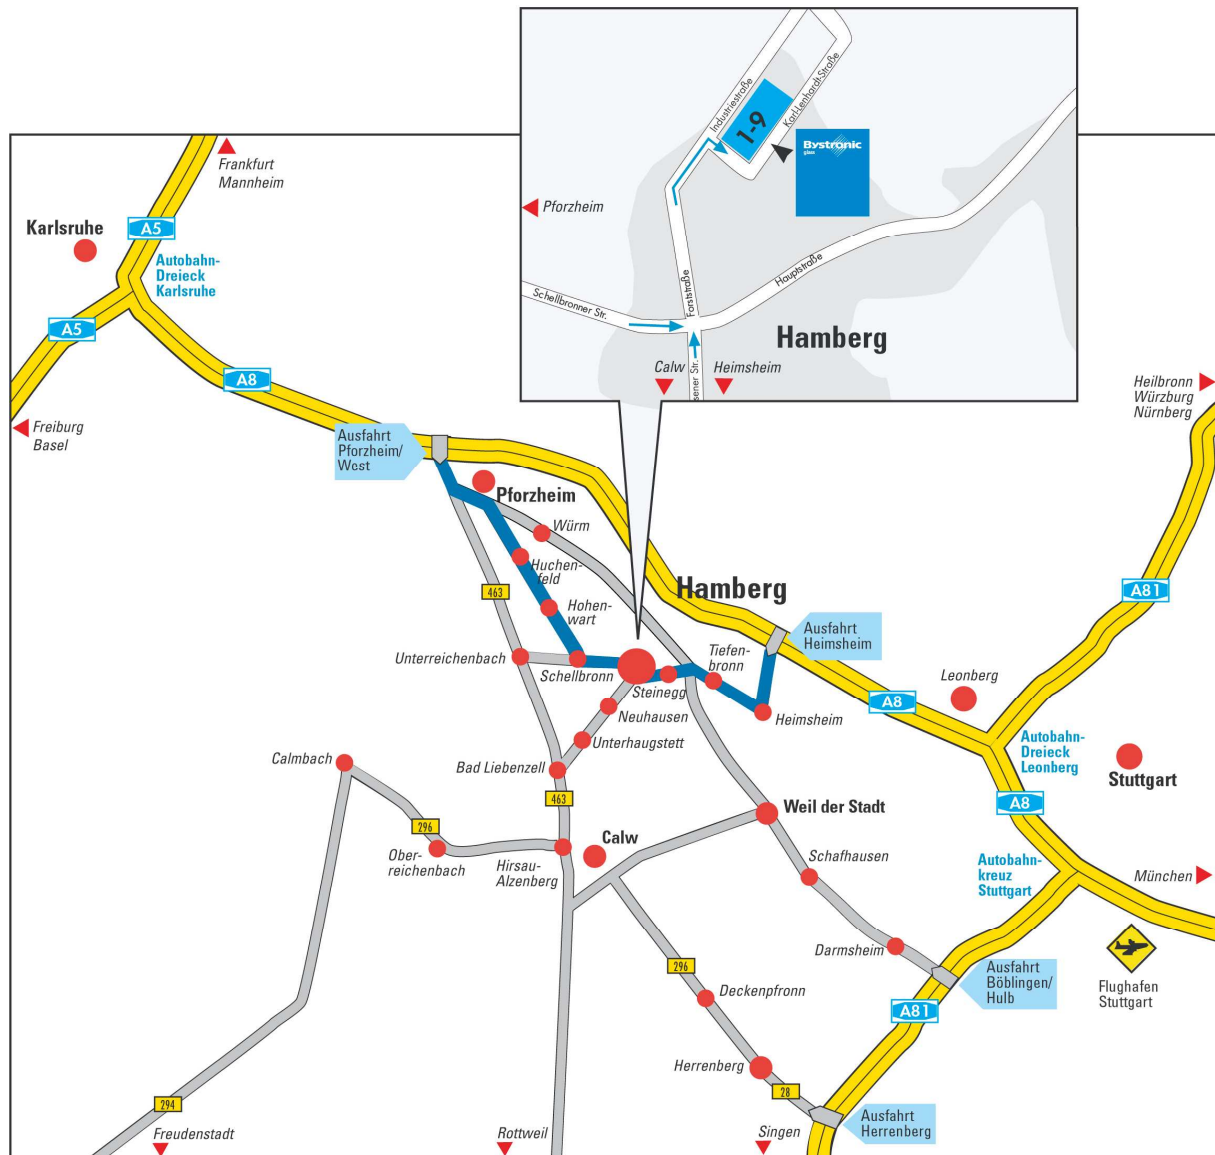 Industriestraße
Karl-Lenhardt-Straße
1-9
Bystronic
glass
Pforzheim
Forststraße
Hauptstraße
Schellbronner Str.
Hamberg
Calw
Heimsheim
sener Str.
Frankfurt
Mannheim
Karlsruhe
A5
Autobahn-
Dreieck
Karlsruhe
A5
A8
Freiburg
Basel
Ausfahrt
Pforzheim/
West
Heilbronn
Würzburg
Nürnberg
Pforzheim
Würm
Huchen-
feld
463
Hohen-
wart
Hamberg
A81
Ausfahrt
Heimsheim
Unterreichenbach
Schellbronn
Tiefen-
bronn
Steinegg
Neuhausen
Heimsheim
Leonberg
A8
Unterhaugstett
Autobahn-
Dreieck
Leonberg
Stuttgart
Calmbach
Bad Liebenzell
463
A8
Weil der Stadt
296
Calw
Ober-
reichenbach
Hirsau-
Alzenberg
Schafhausen
Autobahn-
kreuz
Stuttgart
München
Darmsheim
296
Ausfahrt
Böblingen/
Hulb
Flughafen
Stuttgart
Deckenpfronn
A81
Herrenberg
28
294
Ausfahrt
Herrenberg
Freudenstadt
Rottweil
Singen